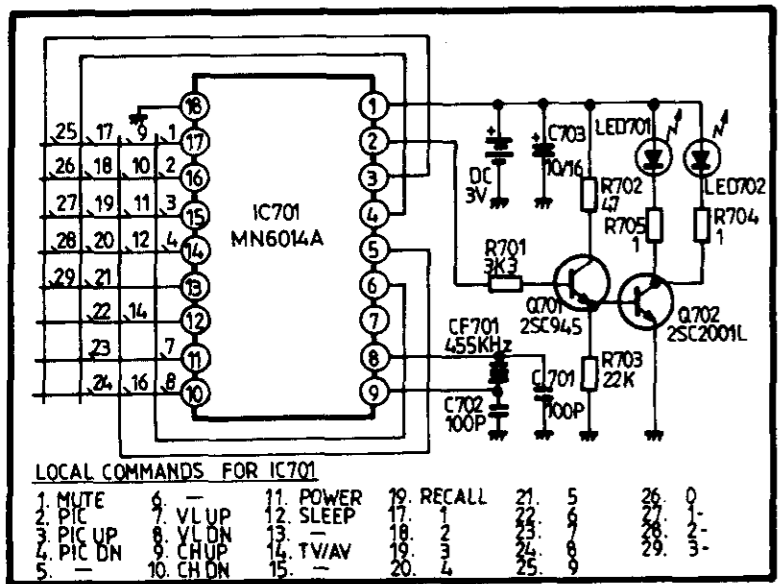 18
1
17
2
16
3
15
4
14
5
13
6
12
7
11
8
10
9
25 17 9 1
26 18 10 2
27 19 11 3
28 20 12 4
29 21
22 14
23 7
24 16 8
IC701
MN6014A
DC
3V
C703
10/16
LED701
LED702
R702
47
R705
1
R704
1
R701
3K3
Q701
2SC945
Q702
2SC2001L
CF701
455KHz
C701
100P
C702
100P
R703
22K
LOCAL COMMANDS FOR IC701
1. MUTE 6. — 11. POWER 19. RECALL 21. 5 26. 0
2. PIC 7. VL UP 12. SLEEP 17. 1 22. 6 27. 1-
3. PIC UP 8. VL DN 13. — 18. 2 23. 7 28. 2-
4. PIC DN 9. CH UP 14. TV/AV 19. 3 24. 8 29. 3-
5. — 10. CH DN 15. — 20. 4 25. 9